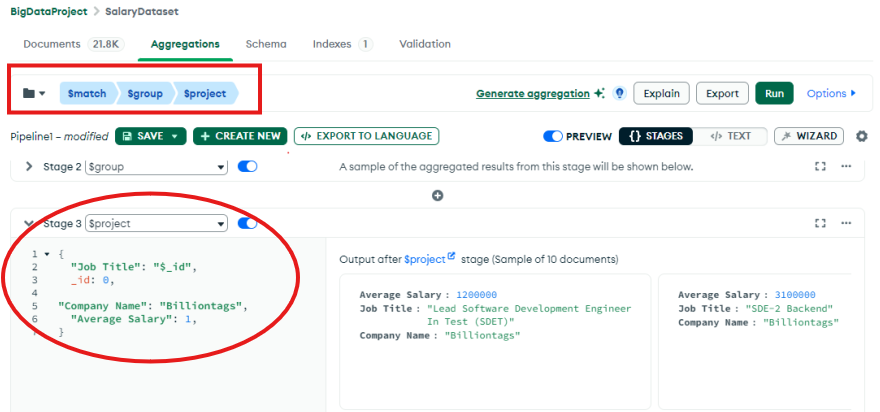 BigDataProject > SalaryDataset
Documents 21.8K Aggregations Schema Indexes 1 Validation
$match $group $project Generate aggregation Explain Export Run Options
Pipeline1 – modified SAVE + CREATE NEW </> EXPORT TO LANGUAGE PREVIEW {} STAGES </> TEXT WIZARD
Stage 2 $group A sample of the aggregated results from this stage will be shown below.
Stage 3 $project
1 {
2 "Job Title": "$_id",
3 _id: 0,
4
5 "Company Name": "Billiontags",
6 "Average Salary": 1,
}
Output after $project stage (Sample of 10 documents)
Average Salary : 1200000
Job Title : "Lead Software Development Engineer
In Test (SDET)"
Company Name : "Billiontags"
Average Salary : 3100000
Job Title : "SDE-2 Backend"
Company Name : "Billiontags"